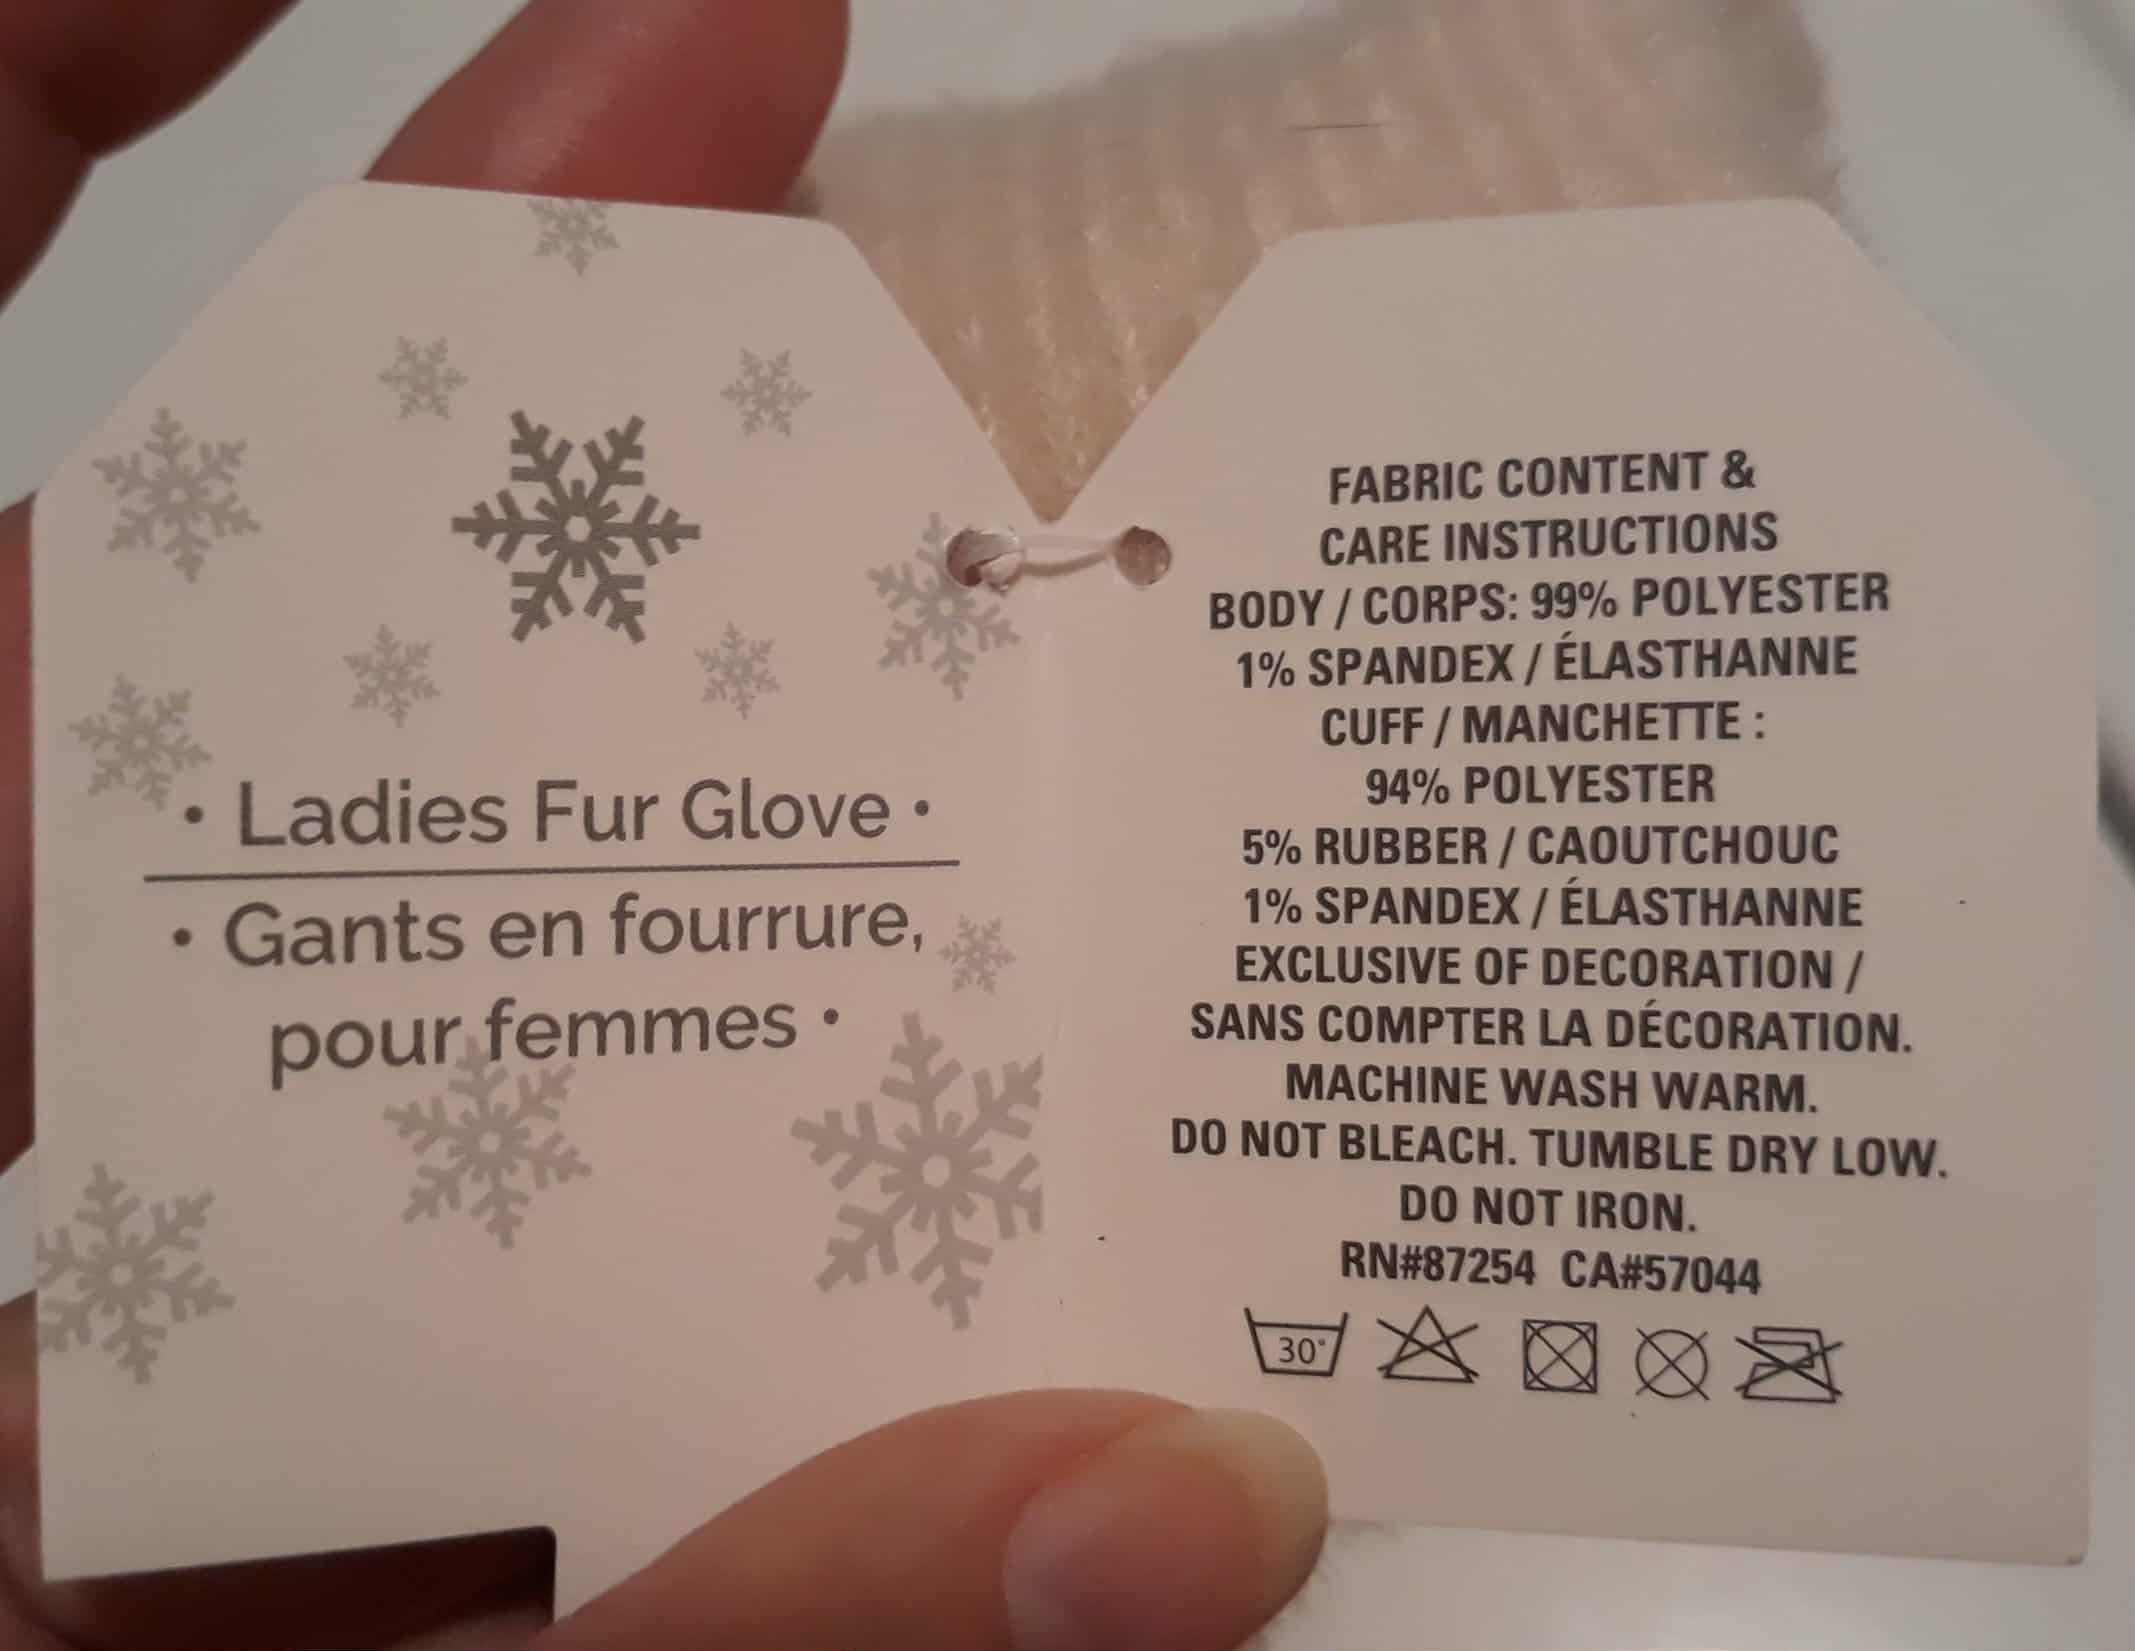 • Ladies Fur Glove •
• Gants en fourrure,
pour femmes •
FABRIC CONTENT &
CARE INSTRUCTIONS
BODY / CORPS: 99% POLYESTER
1% SPANDEX / ÉLASTHANNE
CUFF / MANCHETTE :
94% POLYESTER
5% RUBBER / CAOUTCHOUC
1% SPANDEX / ÉLASTHANNE
EXCLUSIVE OF DECORATION /
SANS COMPTER LA DÉCORATION.
MACHINE WASH WARM.
DO NOT BLEACH. TUMBLE DRY LOW.
DO NOT IRON.
RN#87254 CA#57044
30°